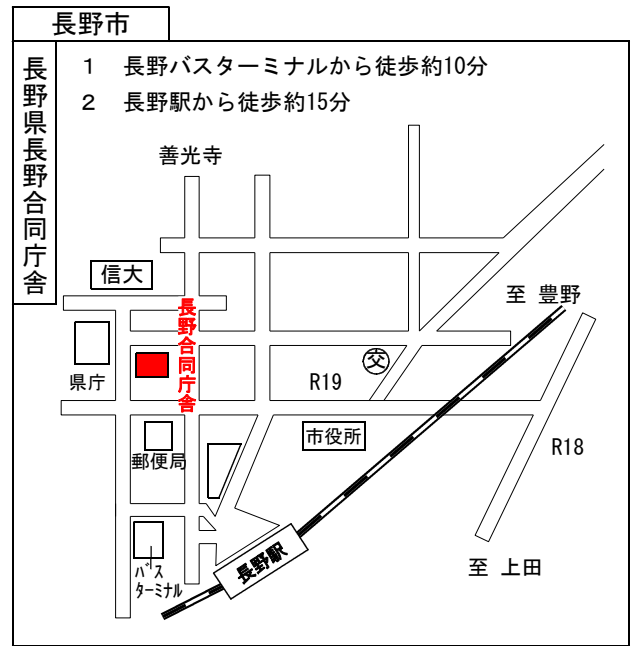 長野市
長野県長野合同庁舎
1 長野バスターミナルから徒歩約10分
2 長野駅から徒歩約15分
善光寺
信大
至 豊野
長野合同庁舎
県庁
交
R19
市役所
郵便局
R18
バス
ターミナル
長野駅
至 上田